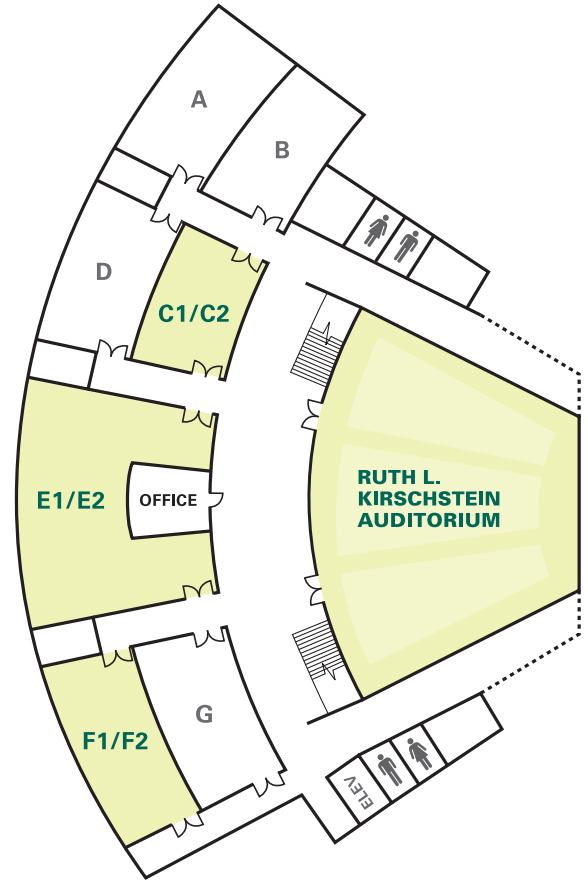 A
B
D
C1/C2
E1/E2
OFFICE
RUTH L.
KIRSCHSTEIN
AUDITORIUM
F1/F2
G
ELEV